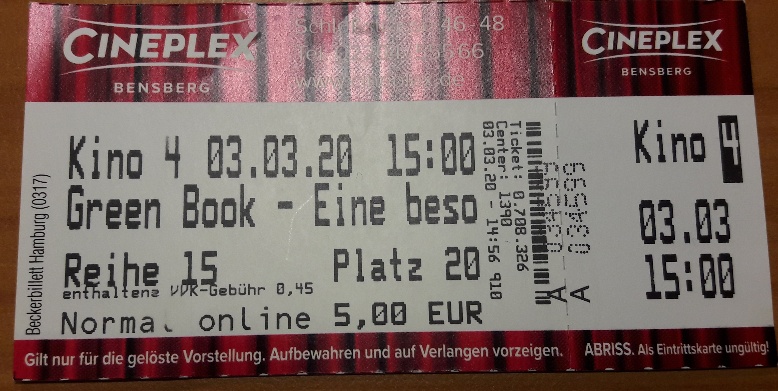 CINEPLEX
BENSBERG
46.48
66
CINEPLEX
BENSBERG
Kino 4 03.03.20 15:00
Green Book - Eine beso
Reihe 15 Platz 20
enthaltene VVK-Gebühr 0,45
Normal online 5,00 EUR
Ticket: 0.708.326
Center: 1390
03.03.20 - 14:56 910
A 034599
A 034599
Kino 4
03.03
15:00
Beckerbillett Hamburg (0317)
Gilt nur für die gelöste Vorstellung. Aufbewahren und auf Verlangen vorzeigen.
ABRISS. Als Eintrittskarte ungültig!